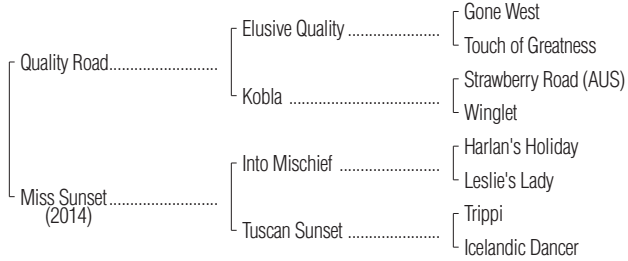 Gone West
Elusive Quality ....................
Touch of Greatness
Quality Road..........................
Strawberry Road (AUS)
Kobla ....................................
Winglet
Harlan's Holiday
Into Mischief ........................
Leslie's Lady
Miss Sunset..........................
(2014)
Trippi
Tuscan Sunset ......................
Icelandic Dancer